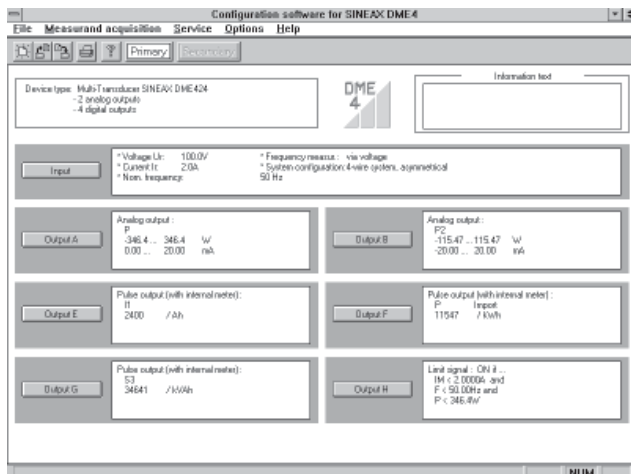 Configuration software for SINEAX DME4
File Measurand acquisition Service Options Help
Primary Secondary
Device type: Multi-Transducer SINEAX DME424
- 2 analog outputs
- 4 digital outputs
DME
4
Information text
Input
* Voltage Ur: 100.0V
* Current Ir: 2.0A
* Nom. frequency: 50 Hz
* Frequency measur.: via voltage
* System configuration: 4-wire system, asymmetrical
Output A
Analog output :
P
-346.4 ... 346.4 W
0.00 ... 20.00 mA
Output B
Analog output :
P2
-115.47 ... 115.47 W
-20.00 ... 20.00 mA
Output E
Pulse output (with internal meter) :
I1
2400 / Ah
Output F
Pulse output (with internal meter) :
P Import
11547 / kWh
Output G
Pulse output (with internal meter) :
S3
34641 / kVAh
Output H
Limit signal : ON if ...
IM < 2.0000A and
F < 50.00Hz and
P < 346.4W
NUM